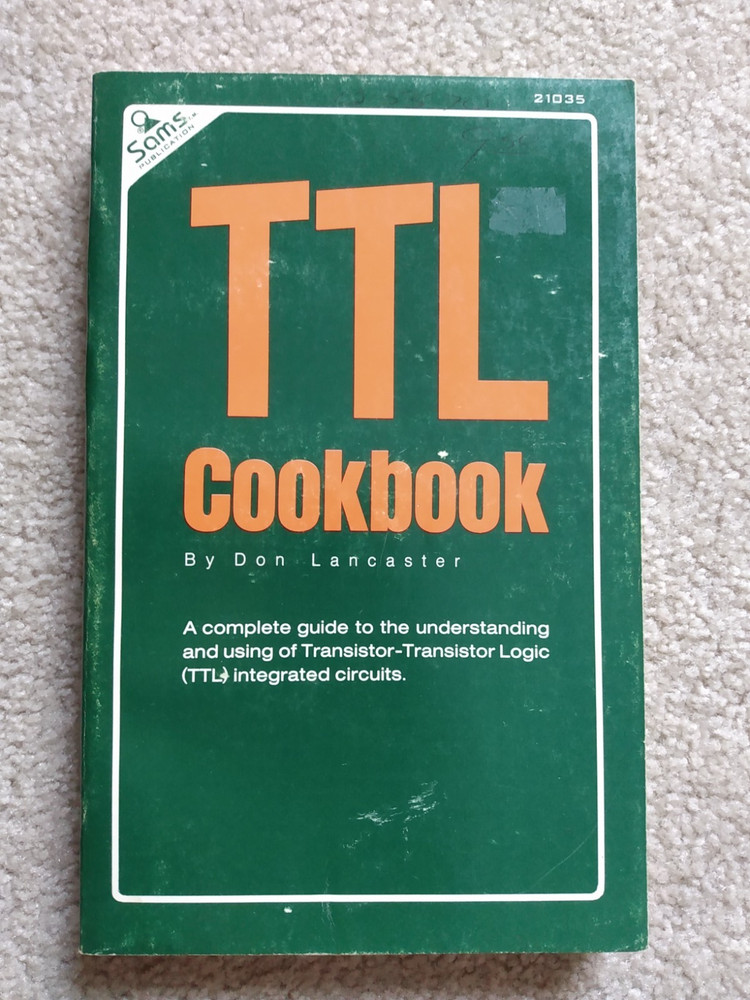 21035
Sams
PUBLICATION
TTL
Cookbook
By Don Lancaster
A complete guide to the understanding
and using of Transistor-Transistor Logic
(TTL) integrated circuits.